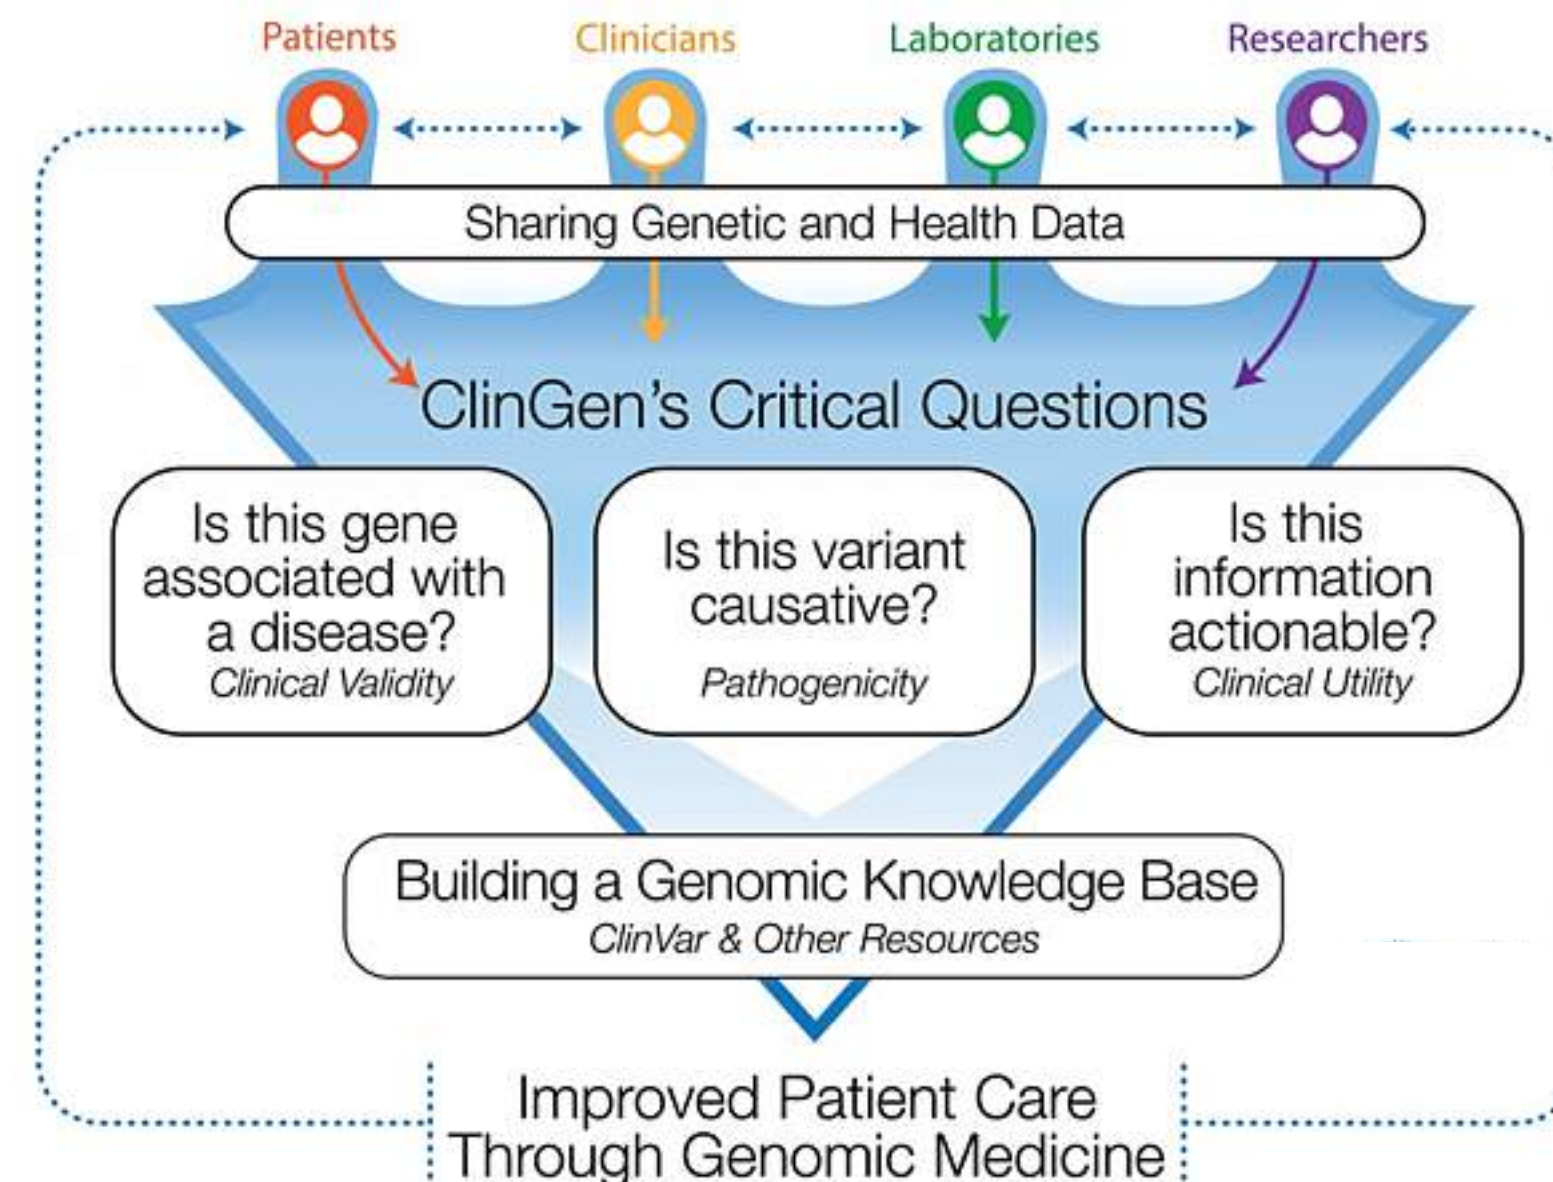 Patients
Clinicians
Laboratories
Researchers
Sharing Genetic and Health Data
ClinGen's Critical Questions
Is this gene
associated with
a disease?
Clinical Validity
Is this variant
causative?
Pathogenicity
Is this
information
actionable?
Clinical Utility
Building a Genomic Knowledge Base
ClinVar & Other Resources
Improved Patient Care
Through Genomic Medicine